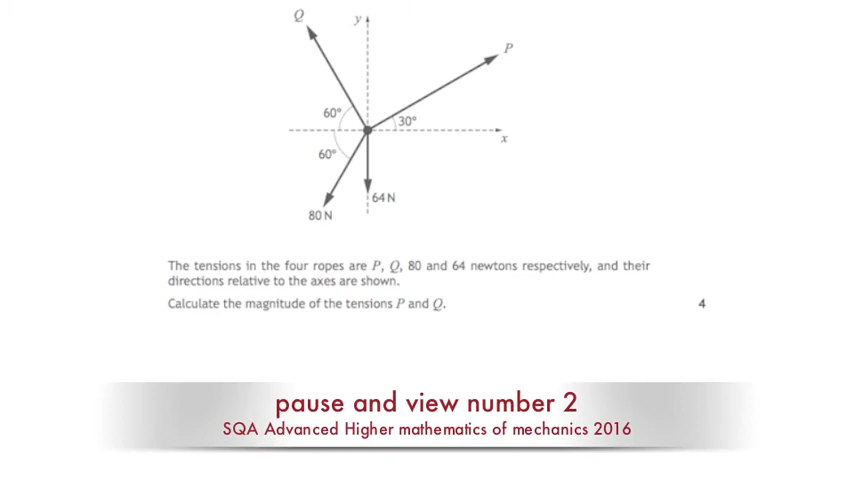 Q
y
P
60°
30°
x
60°
64 N
80 N
The tensions in the four ropes are P, Q, 80 and 64 newtons respectively, and their
directions relative to the axes are shown.
Calculate the magnitude of the tensions P and Q.
4
pause and view number 2
SQA Advanced Higher mathematics of mechanics 2016